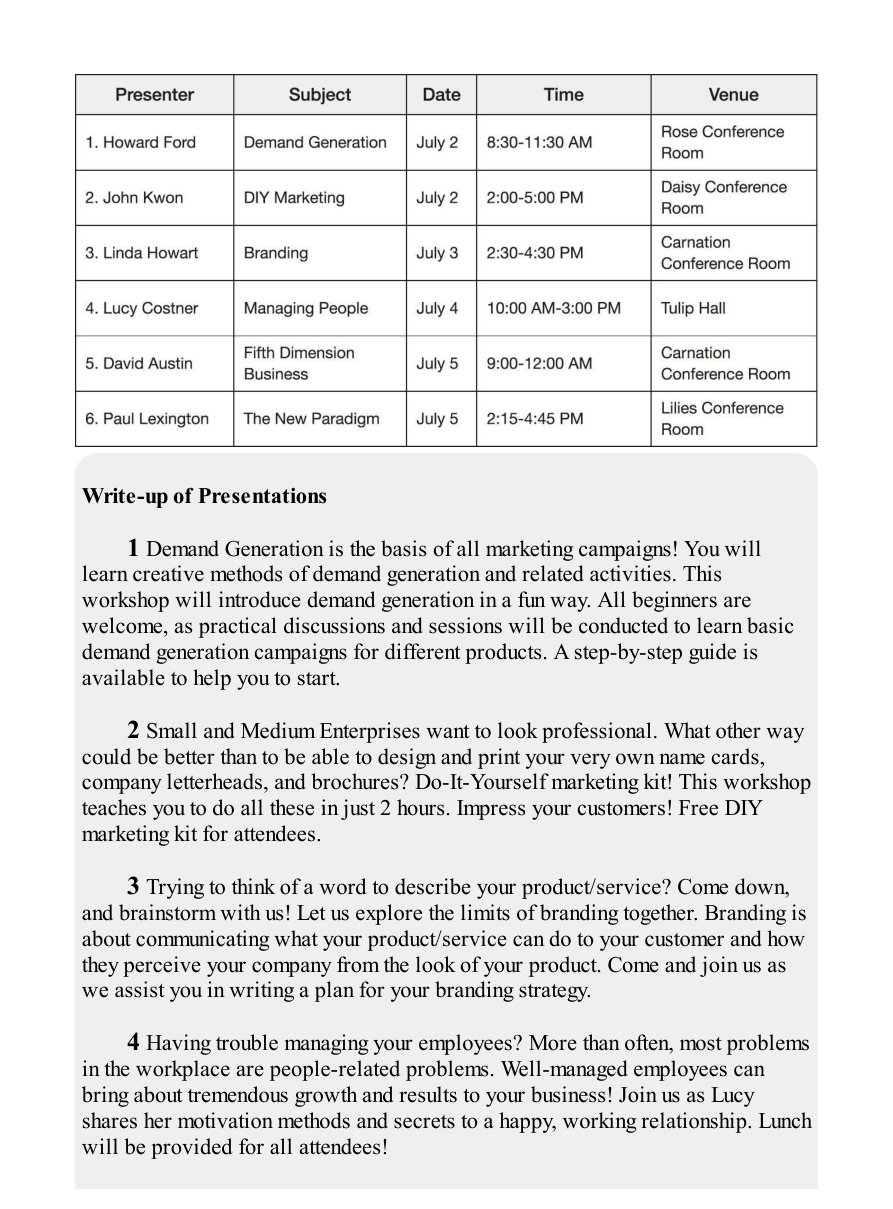 Presenter Subject Date Time Venue
1. Howard Ford Demand Generation July 2 8:30-11:30 AM Rose Conference
Room
2. John Kwon DIY Marketing July 2 2:00-5:00 PM Daisy Conference
Room
3. Linda Howart Branding July 3 2:30-4:30 PM Carnation
Conference Room
4. Lucy Costner Managing People July 4 10:00 AM-3:00 PM Tulip Hall
5. David Austin Fifth Dimension
Business July 5 9:00-12:00 AM Carnation
Conference Room
6. Paul Lexington The New Paradigm July 5 2:15-4:45 PM Lilies Conference
Room
Write-up of Presentations
1 Demand Generation is the basis of all marketing campaigns! You will
learn creative methods of demand generation and related activities. This
workshop will introduce demand generation in a fun way. All beginners are
welcome, as practical discussions and sessions will be conducted to learn basic
demand generation campaigns for different products. A step-by-step guide is
available to help you to start.
2 Small and Medium Enterprises want to look professional. What other way
could be better than to be able to design and print your very own name cards,
company letterheads, and brochures? Do-It-Yourself marketing kit! This workshop
teaches you to do all these in just 2 hours. Impress your customers! Free DIY
marketing kit for attendees.
3 Trying to think of a word to describe your product/service? Come down,
and brainstorm with us! Let us explore the limits of branding together. Branding is
about communicating what your product/service can do to your customer and how
they perceive your company from the look of your product. Come and join us as
we assist you in writing a plan for your branding strategy.
4 Having trouble managing your employees? More than often, most problems
in the workplace are people-related problems. Well-managed employees can
bring about tremendous growth and results to your business! Join us as Lucy
shares her motivation methods and secrets to a happy, working relationship. Lunch
will be provided for all attendees!